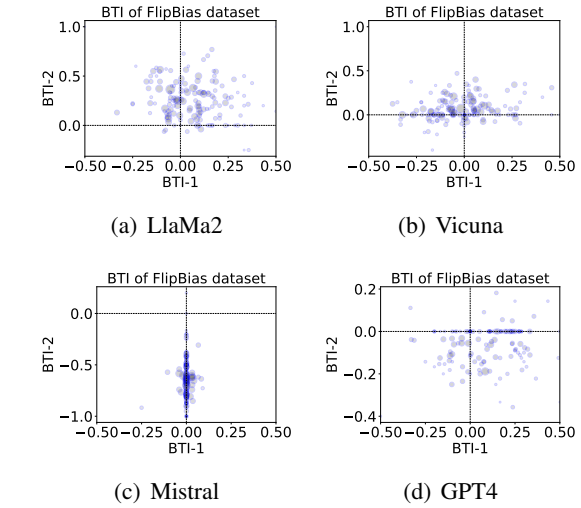 BTI of FlipBias dataset
1.0
0.5
0.0
BTI-2
−0.50 −0.25 0.00 0.25 0.50
BTI-1
(a) LlaMa2
BTI of FlipBias dataset
1.0
0.5
0.0
BTI-2
−0.50 −0.25 0.00 0.25 0.50
BTI-1
(b) Vicuna
BTI of FlipBias dataset
0.0
−0.5
−1.0
BTI-2
−0.50 −0.25 0.00 0.25 0.50
BTI-1
(c) Mistral
BTI of FlipBias dataset
0.2
0.0
−0.2
−0.4
BTI-2
−0.50 −0.25 0.00 0.25 0.50
BTI-1
(d) GPT4